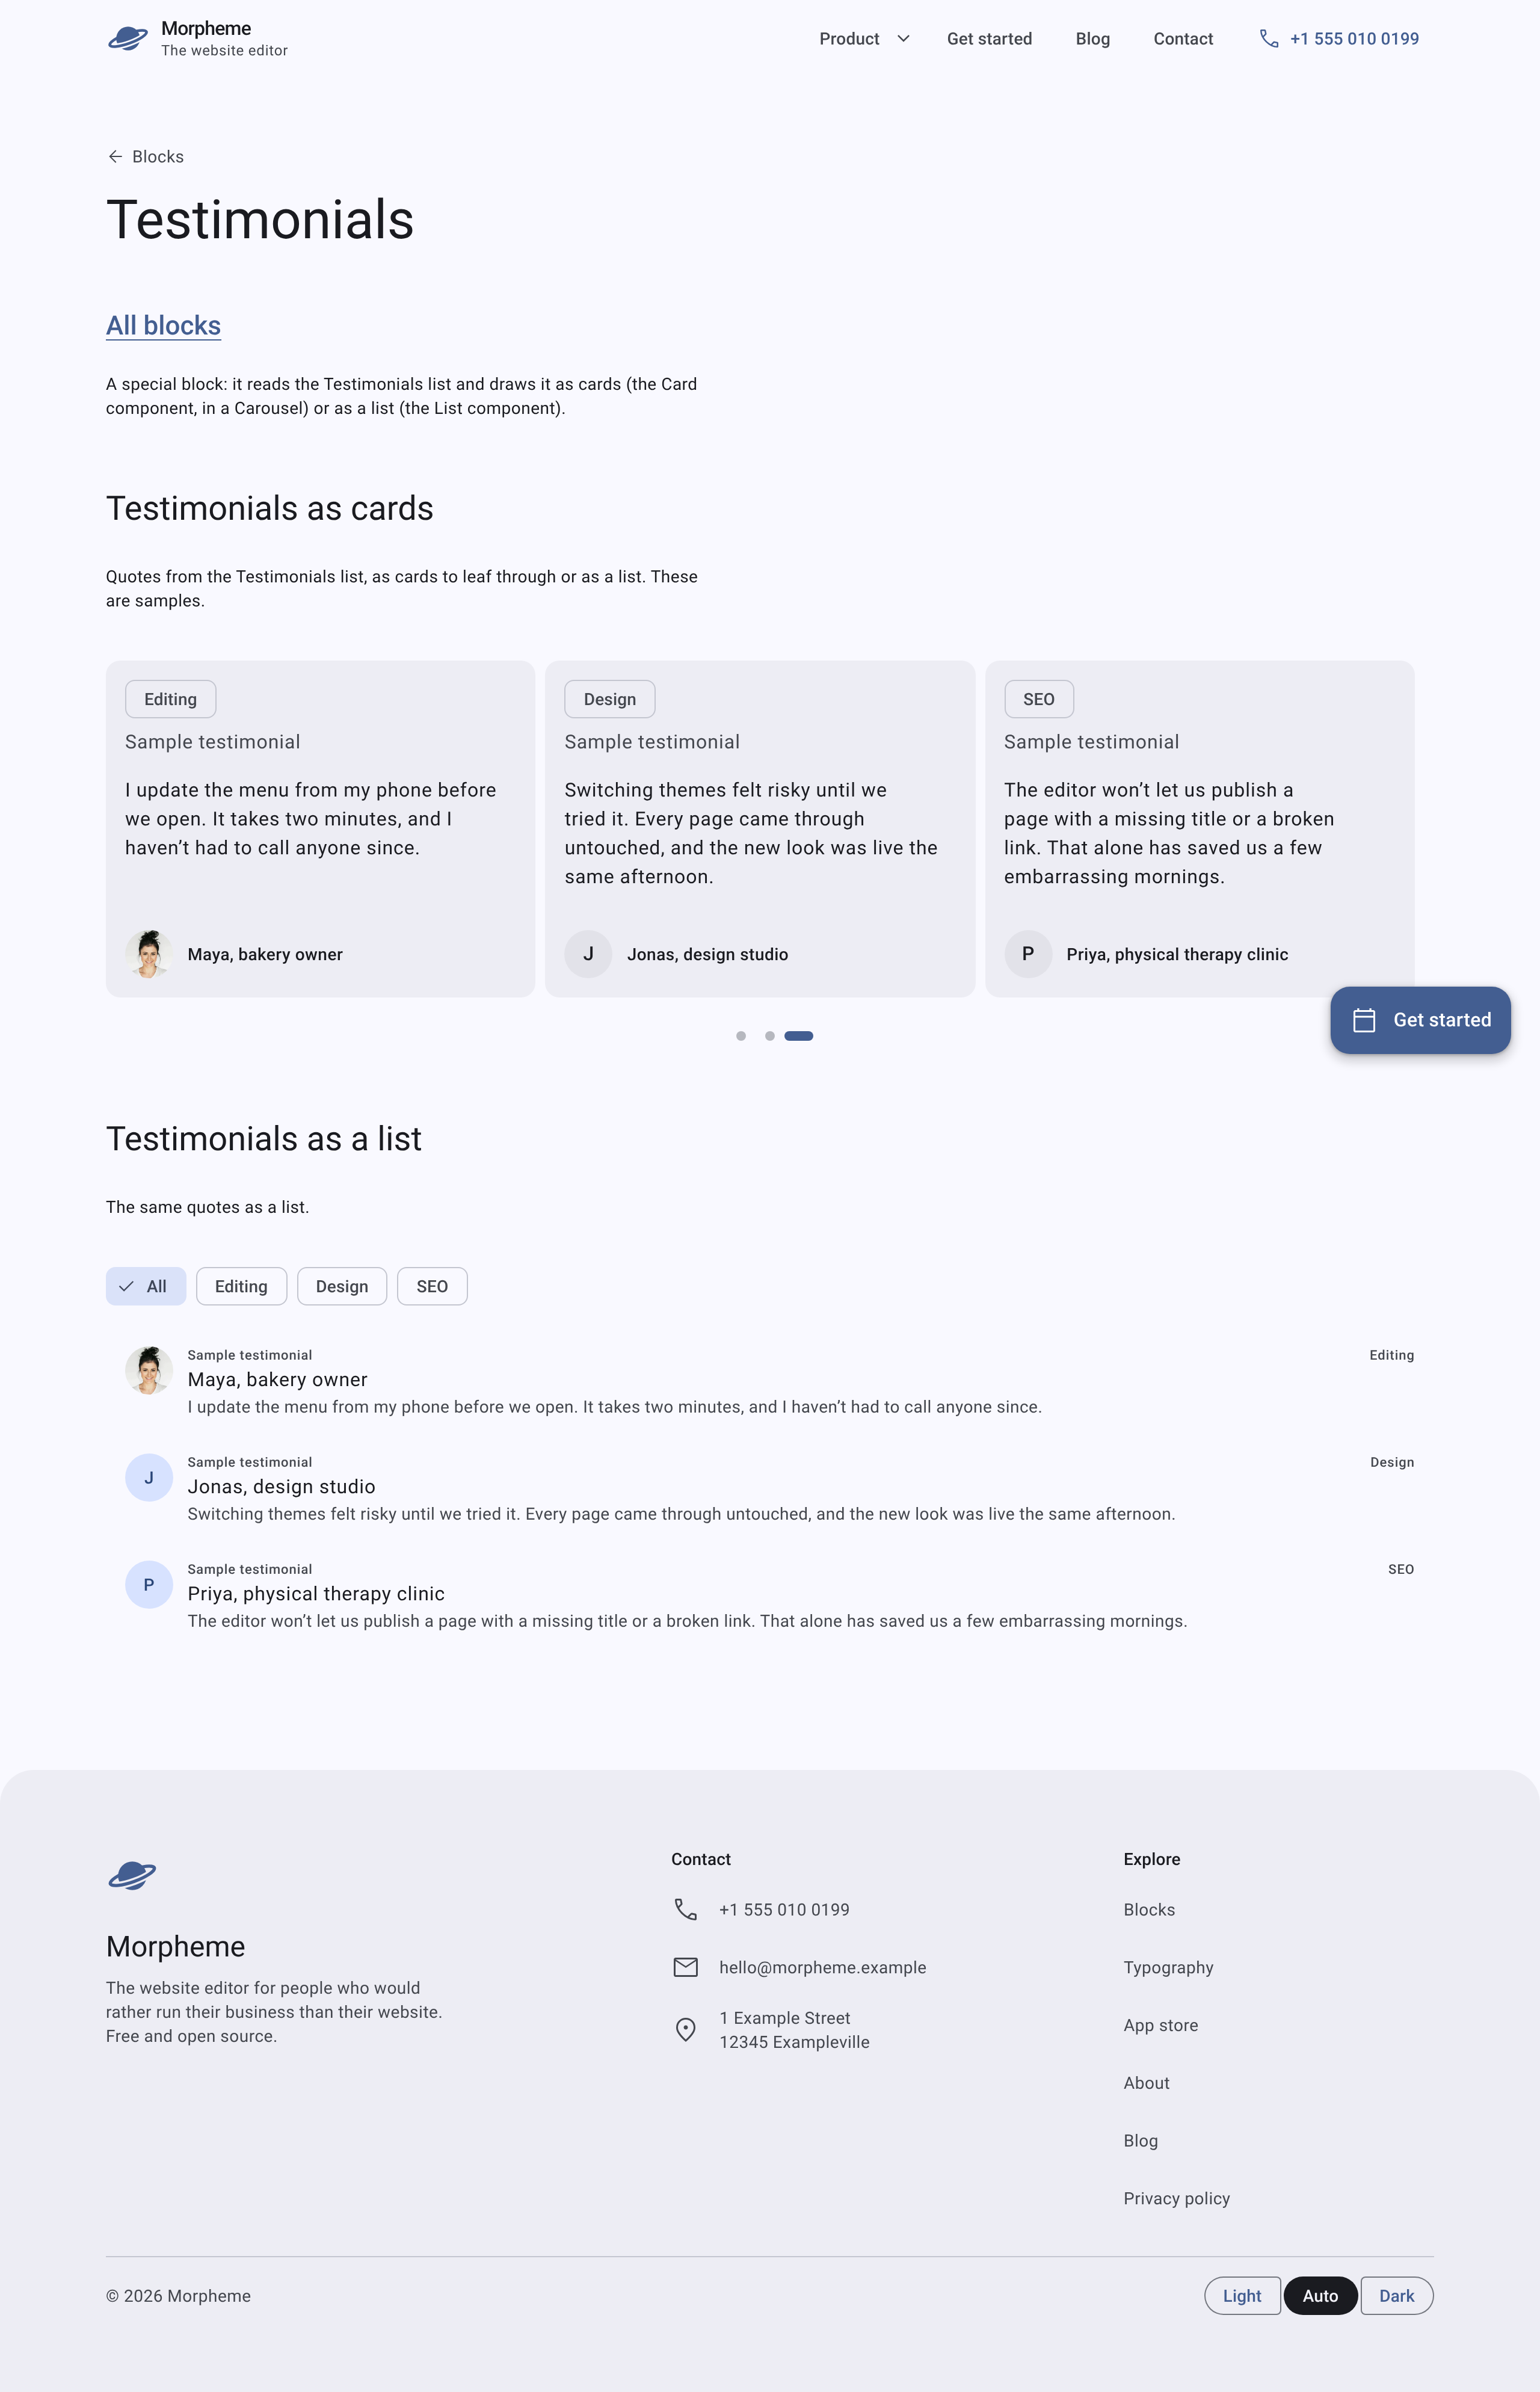 Morpheme
The website editor
Product
Get started
Blog
Contact
+1 555 010 0199
Blocks
Testimonials
All blocks
A special block: it reads the Testimonials list and draws it as cards (the Card
component, in a Carousel) or as a list (the List component).
Testimonials as cards
Quotes from the Testimonials list, as cards to leaf through or as a list. These
are samples.
Editing
Sample testimonial
I update the menu from my phone before
we open. It takes two minutes, and I
haven’t had to call anyone since.
Maya, bakery owner
Design
Sample testimonial
Switching themes felt risky until we
tried it. Every page came through
untouched, and the new look was live the
same afternoon.
J
Jonas, design studio
SEO
Sample testimonial
The editor won’t let us publish a
page with a missing title or a broken
link. That alone has saved us a few
embarrassing mornings.
P
Priya, physical therapy clinic
Get started
Testimonials as a list
The same quotes as a list.
All
Editing
Design
SEO
Sample testimonial
Editing
Maya, bakery owner
I update the menu from my phone before we open. It takes two minutes, and I haven’t had to call anyone since.
J
Sample testimonial
Design
Jonas, design studio
Switching themes felt risky until we tried it. Every page came through untouched, and the new look was live the same afternoon.
P
Sample testimonial
SEO
Priya, physical therapy clinic
The editor won’t let us publish a page with a missing title or a broken link. That alone has saved us a few embarrassing mornings.
Morpheme
The website editor for people who would
rather run their business than their website.
Free and open source.
Contact
+1 555 010 0199
hello@morpheme.example
1 Example Street
12345 Exampleville
Explore
Blocks
Typography
App store
About
Blog
Privacy policy
© 2026 Morpheme
Light
Auto
Dark